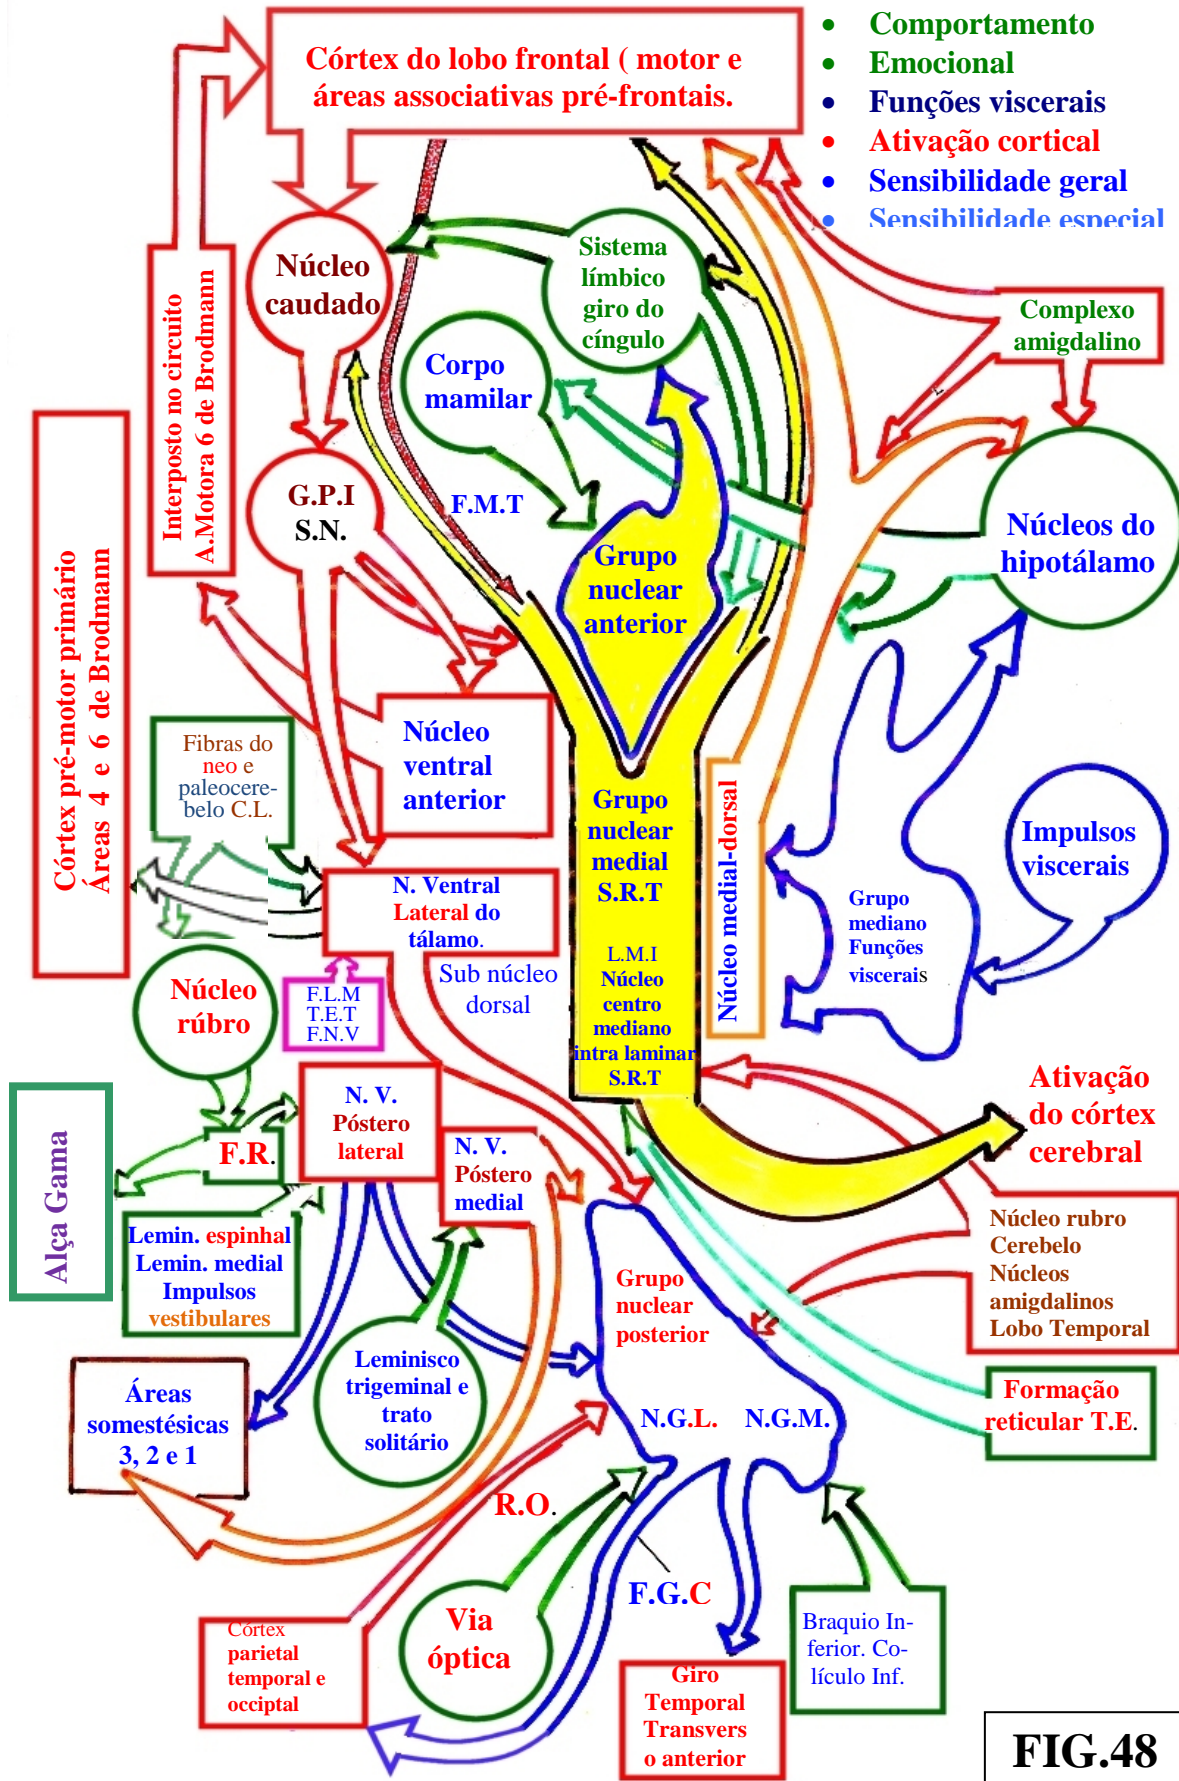 Córtex do lobo frontal ( motor e
áreas associativas pré-frontais.
• Comportamento
• Emocional
• Funções viscerais
• Ativação cortical
• Sensibilidade geral
• Sensibilidade especial
Interposto no circuito
A.Motora 6 de Brodmann
Núcleo
caudado
Sistema
límbico
giro do
cíngulo
Complexo
amigdalino
Corpo
mamilar
Córtex pré-motor primário
Áreas 4 e 6 de Brodmann
G.P.I
S.N.
F.M.T
Grupo
nuclear
anterior
Núcleos do
hipotálamo
Fibras do
neo e
paleocere-
belo C.L.
Núcleo
ventral
anterior
Grupo
nuclear
medial
S.R.T
L.M.I
Núcleo
centro
mediano
intra laminar
S.R.T
Núcleo medial-dorsal
Grupo
mediano
Funções
viscerais
Impulsos
viscerais
N. Ventral
Lateral do
tálamo.
Sub núcleo
dorsal
Núcleo
rúbro
F.L.M
T.E.T
F.N.V
Alça Gama
F.R.
N. V.
Póstero
lateral
N. V.
Póstero
medial
Ativação
do córtex
cerebral
Lemin. espinhal
Lemin. medial
Impulsos
vestibulares
Núcleo rubro
Cerebelo
Núcleos
amigdalinos
Lobo Temporal
Grupo
nuclear
posterior
Leminisco
trigeminal e
trato
solitário
Áreas
somestésicas
3, 2 e 1
N.G.L. N.G.M.
Formação
reticular T.E.
R.O.
F.G.C
Córtex
parietal
temporal e
occiptal
Via
óptica
Giro
Temporal
Transvers
o anterior
Braquio In-
ferior. Co-
lículo Inf.
FIG.48